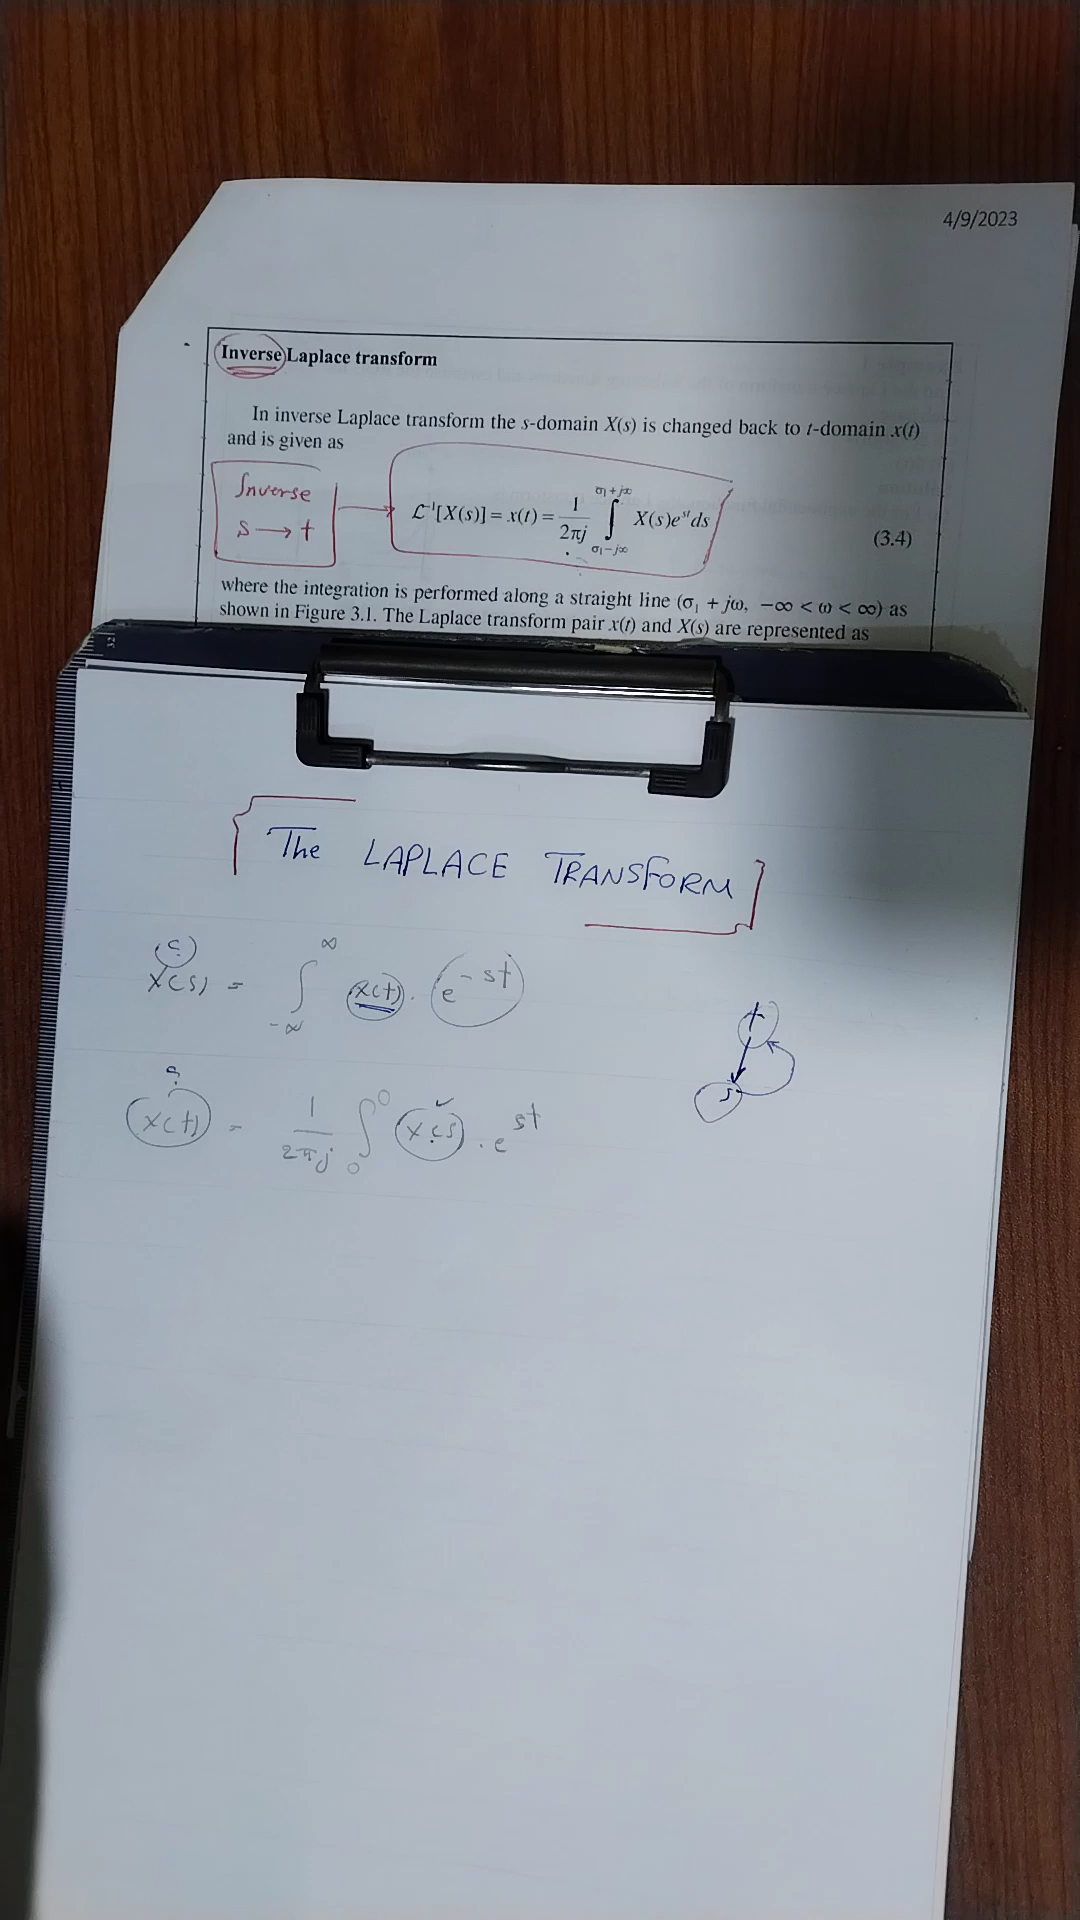 4/9/2023
Inverse Laplace transform
In inverse Laplace transform the s-domain X(s) is changed back to t-domain x(t)
and is given as
Inverse
s → t
ℒ⁻¹[X(s)] = x(t) = 1/2πj ∫_{σ₁−j∞}^{σ₁+j∞} X(s)e^{st}ds
(3.4)
where the integration is performed along a straight line (σ₁ + jω, −∞ < ω < ∞) as
shown in Figure 3.1. The Laplace transform pair x(t) and X(s) are represented as
The LAPLACE TRANSFORM
X(s) = ∫_{-∞}^{∞} x(t) . e^{-st}
t
s
x(t) = 1/2πj ∫_{0}^{0} X(s) . e^{st}